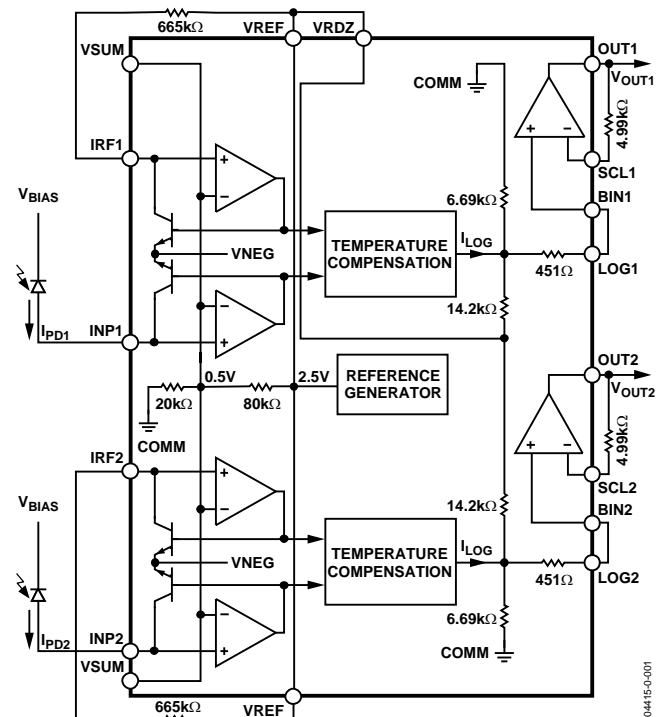 665kΩ
VREF
VRDZ
VSUM
OUT1
COMM
VOUT1
4.99kΩ
IRF1
SCL1
6.69kΩ
BIN1
VBIAS
TEMPERATURE
COMPENSATION
ILOG
VNEG
451Ω
LOG1
14.2kΩ
IPD1
INP1
OUT2
0.5V
2.5V
REFERENCE
GENERATOR
VOUT2
20kΩ
80kΩ
4.99kΩ
COMM
IRF2
SCL2
VBIAS
14.2kΩ
BIN2
TEMPERATURE
COMPENSATION
ILOG
VNEG
451Ω
LOG2
6.69kΩ
IPD2
INP2
COMM
VSUM
665kΩ
VREF
04415-0-001